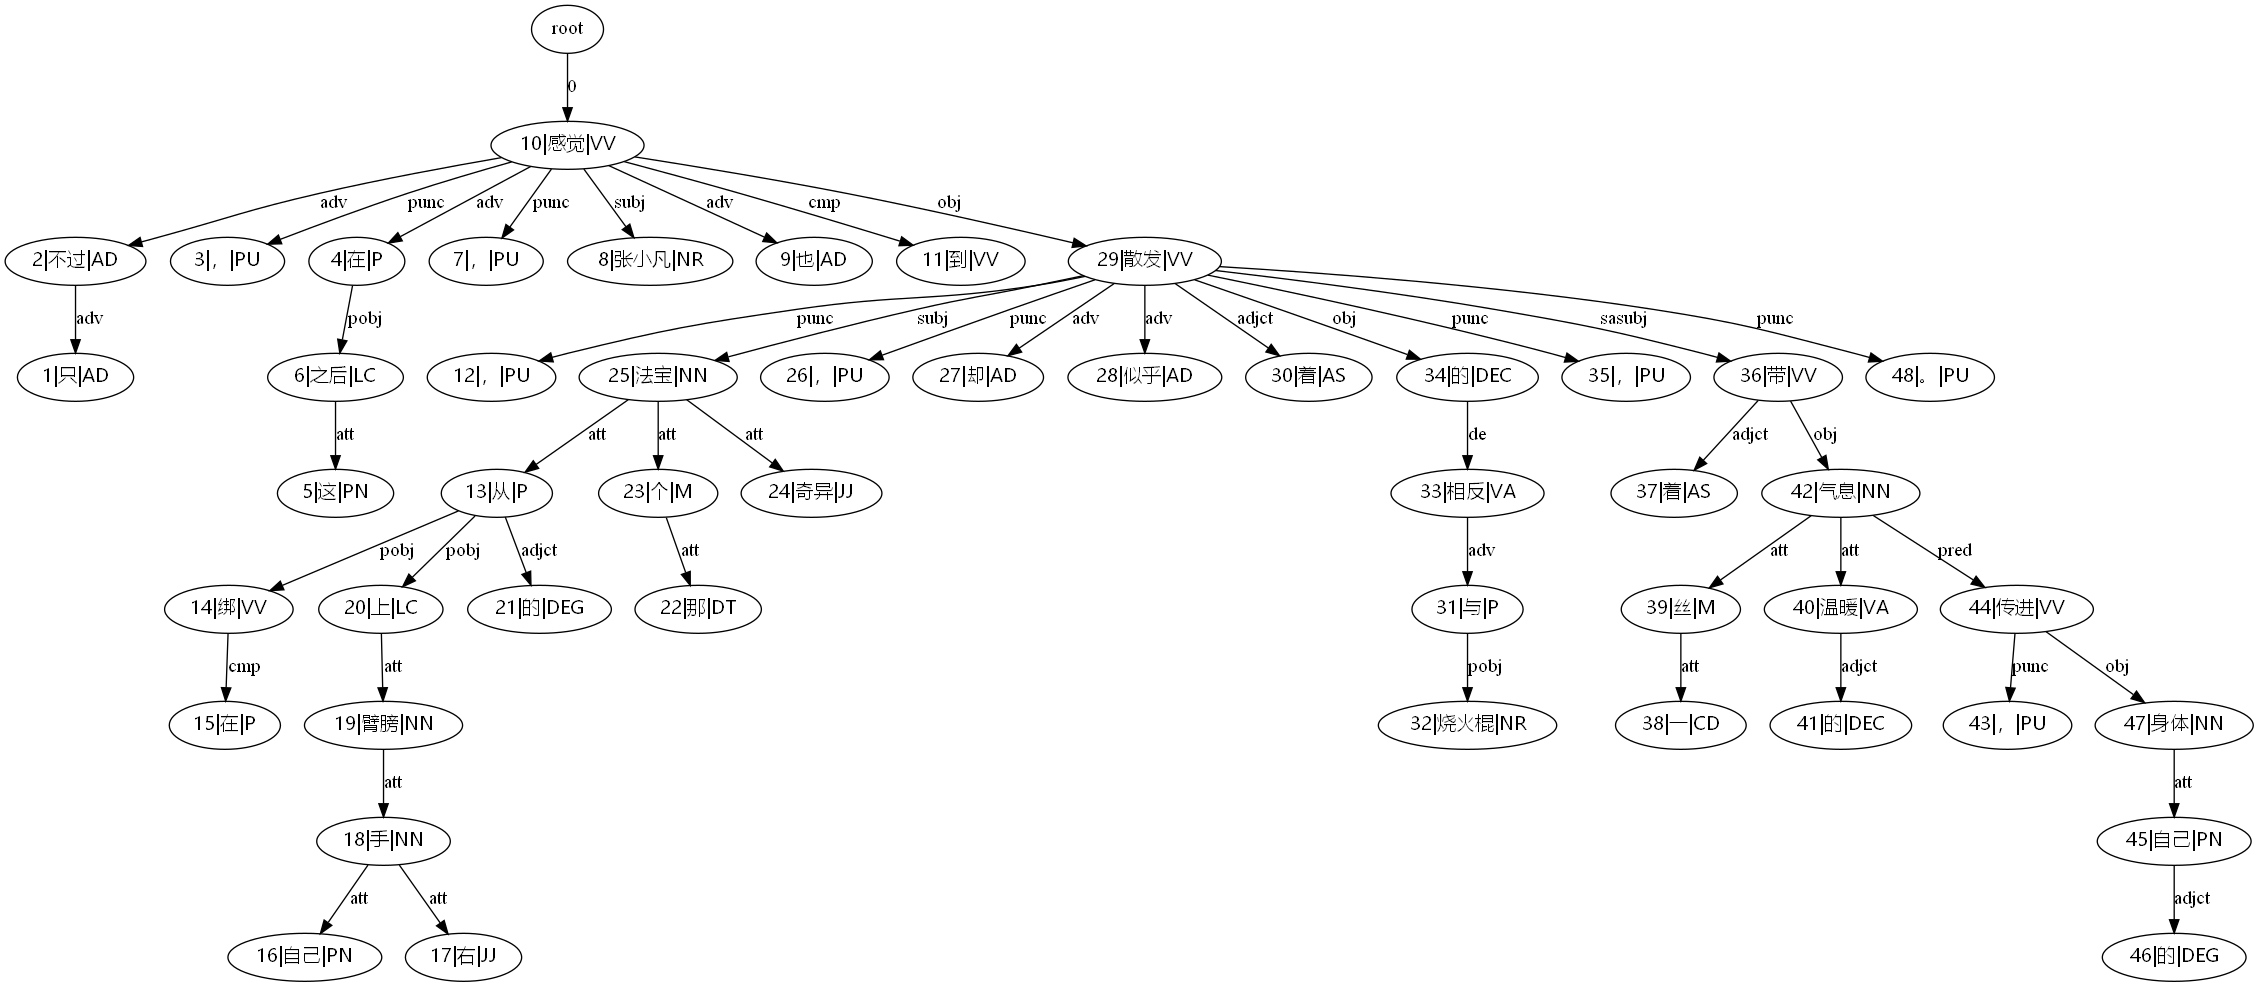 root
0
10|感觉|VV
adv punc adv punc subj adv cmp obj
2|不过|AD 3|，|PU 4|在|P 7|，|PU 8|张小凡|NR 9|也|AD 11|到|VV 29|散发|VV
adv pobj punc subj punc adv adv adjct obj punc sasubj punc
1|只|AD 6|之后|LC 12|，|PU 25|法宝|NN 26|，|PU 27|却|AD 28|似乎|AD 30|着|AS 34|的|DEC 35|，|PU 36|带|VV 48|。|PU
att att att att de adjct obj
5|这|PN 13|从|P 23|个|M 24|奇异|JJ 33|相反|VA 37|着|AS 42|气息|NN
pobj pobj adjct att adv att att pred
14|绑|VV 20|上|LC 21|的|DEG 22|那|DT 31|与|P 39|丝|M 40|温暖|VA 44|传进|VV
cmp att pobj att adjct punc obj
15|在|P 19|臂膀|NN 32|烧火棍|NR 38|一|CD 41|的|DEC 43|，|PU 47|身体|NN
att att
18|手|NN 45|自己|PN
att att adjct
16|自己|PN 17|右|JJ 46|的|DEG